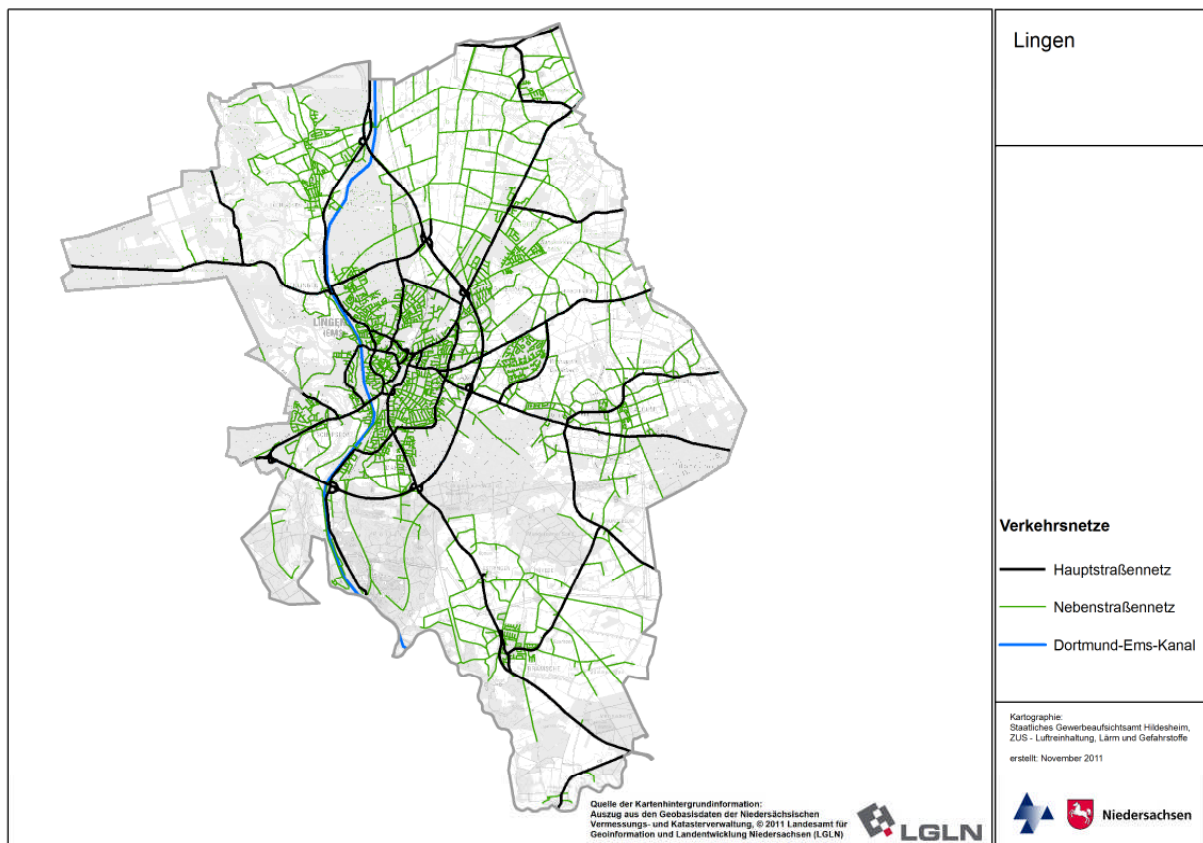 Lingen
LINGEN
(EMS)
Verkehrsnetze
Hauptstraßennetz
Nebenstraßennetz
Dortmund-Ems-Kanal
Kartographie:
Staatliches Gewerbeaufsichtsamt Hildesheim,
ZUS - Luftreinhaltung, Lärm und Gefahrstoffe
erstellt: November 2011
Quelle der Kartenhintergrundinformation:
Auszug aus den Geobasisdaten der Niedersächsischen
Vermessungs- und Katasterverwaltung, © 2011 Landesamt für
Geoinformation und Landentwicklung Niedersachsen (LGLN)
LGLN
Niedersachsen